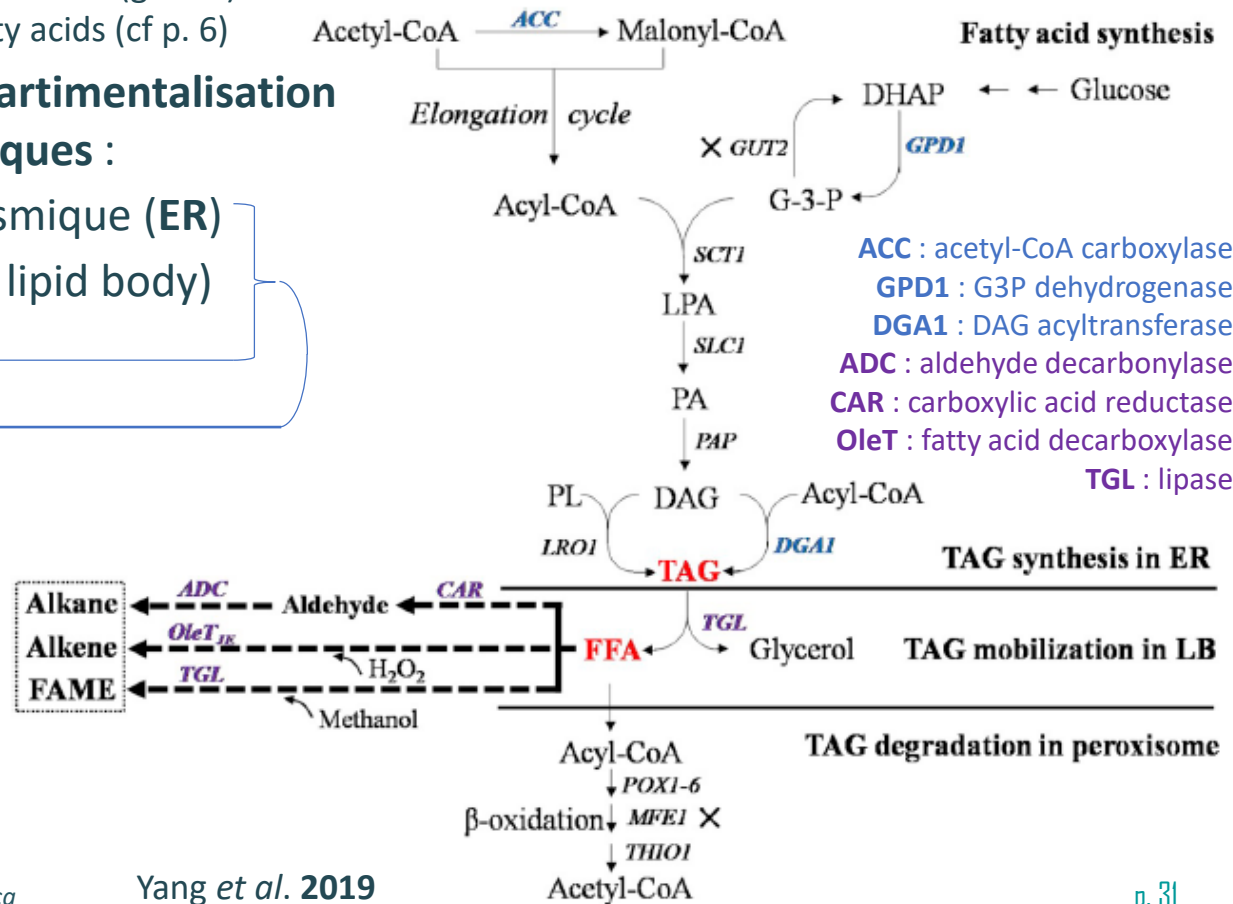 ty acids (cf p. 6)
artimentalisation
iques :
smique (ER)
lipid body)
Acetyl-CoA ACC Malonyl-CoA
Fatty acid synthesis
Elongation cycle
DHAP Glucose
GUT2 GPD1
Acyl-CoA G-3-P
SCT1
LPA
SLC1
PA
PAP
PL DAG Acyl-CoA
LRO1 DGA1
TAG
TAG synthesis in ER
ACC : acetyl-CoA carboxylase
GPD1 : G3P dehydrogenase
DGA1 : DAG acyltransferase
ADC : aldehyde decarbonylase
CAR : carboxylic acid reductase
OleT : fatty acid decarboxylase
TGL : lipase
Alkane ADC Aldehyde CAR
TGL
Alkene OleT_JE FFA Glycerol TAG mobilization in LB
H₂O₂
FAME TGL
Methanol
TAG degradation in peroxisome
Acyl-CoA
POX1-6
β-oxidation MFE1
THIO1
Acetyl-CoA
Yang et al. 2019
p. 31